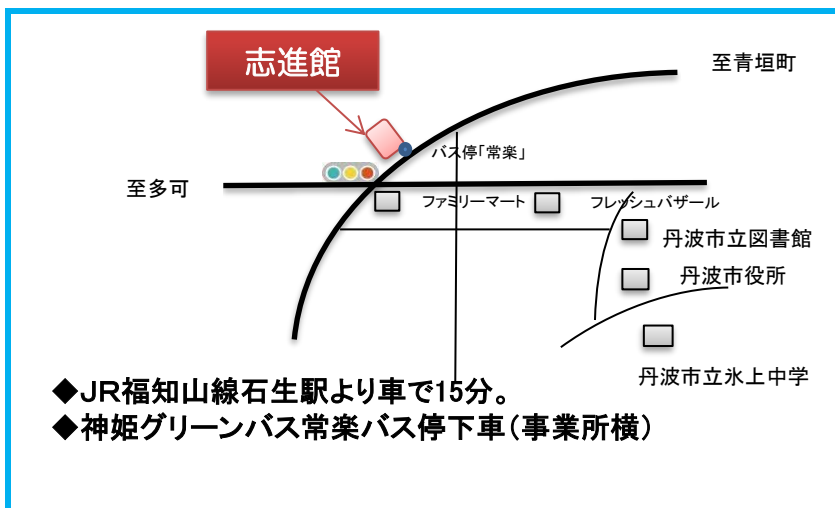 志進館
至青垣町
バス停「常楽」
至多可
ファミリーマート
フレッシュバザール
丹波市立図書館
丹波市役所
丹波市立氷上中学
◆JR福知山線石生駅より車で15分。
◆神姫グリーンバス常楽バス停下車(事業所横)